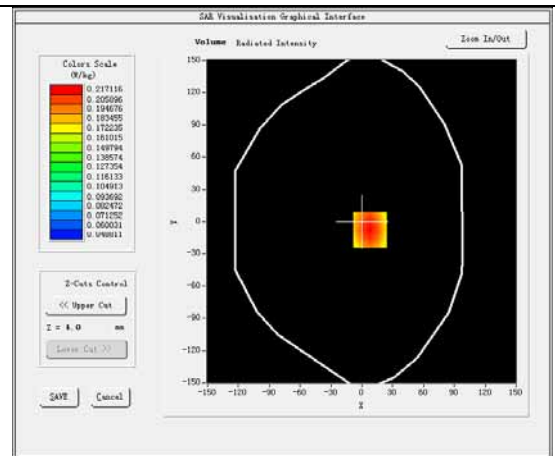 SAR Visualisation Graphical Interface
Volume Radiated Intensity
Zoom In/Out
Colors Scale
(W/kg)
0.217116
0.205896
0.194676
0.183455
0.172235
0.161015
0.149794
0.138574
0.127354
0.116133
0.104913
0.093692
0.082472
0.071252
0.060031
0.048811
150
120
90
60
30
0
-30
-60
-90
-120
-150
Y
-150 -120 -90 -60 -30 0 30 60 90 120 150
X
Z-Cuts Control
<< Upper Cut
Z = 4.0 mm
Lower Cut >>
SAVE Cancel